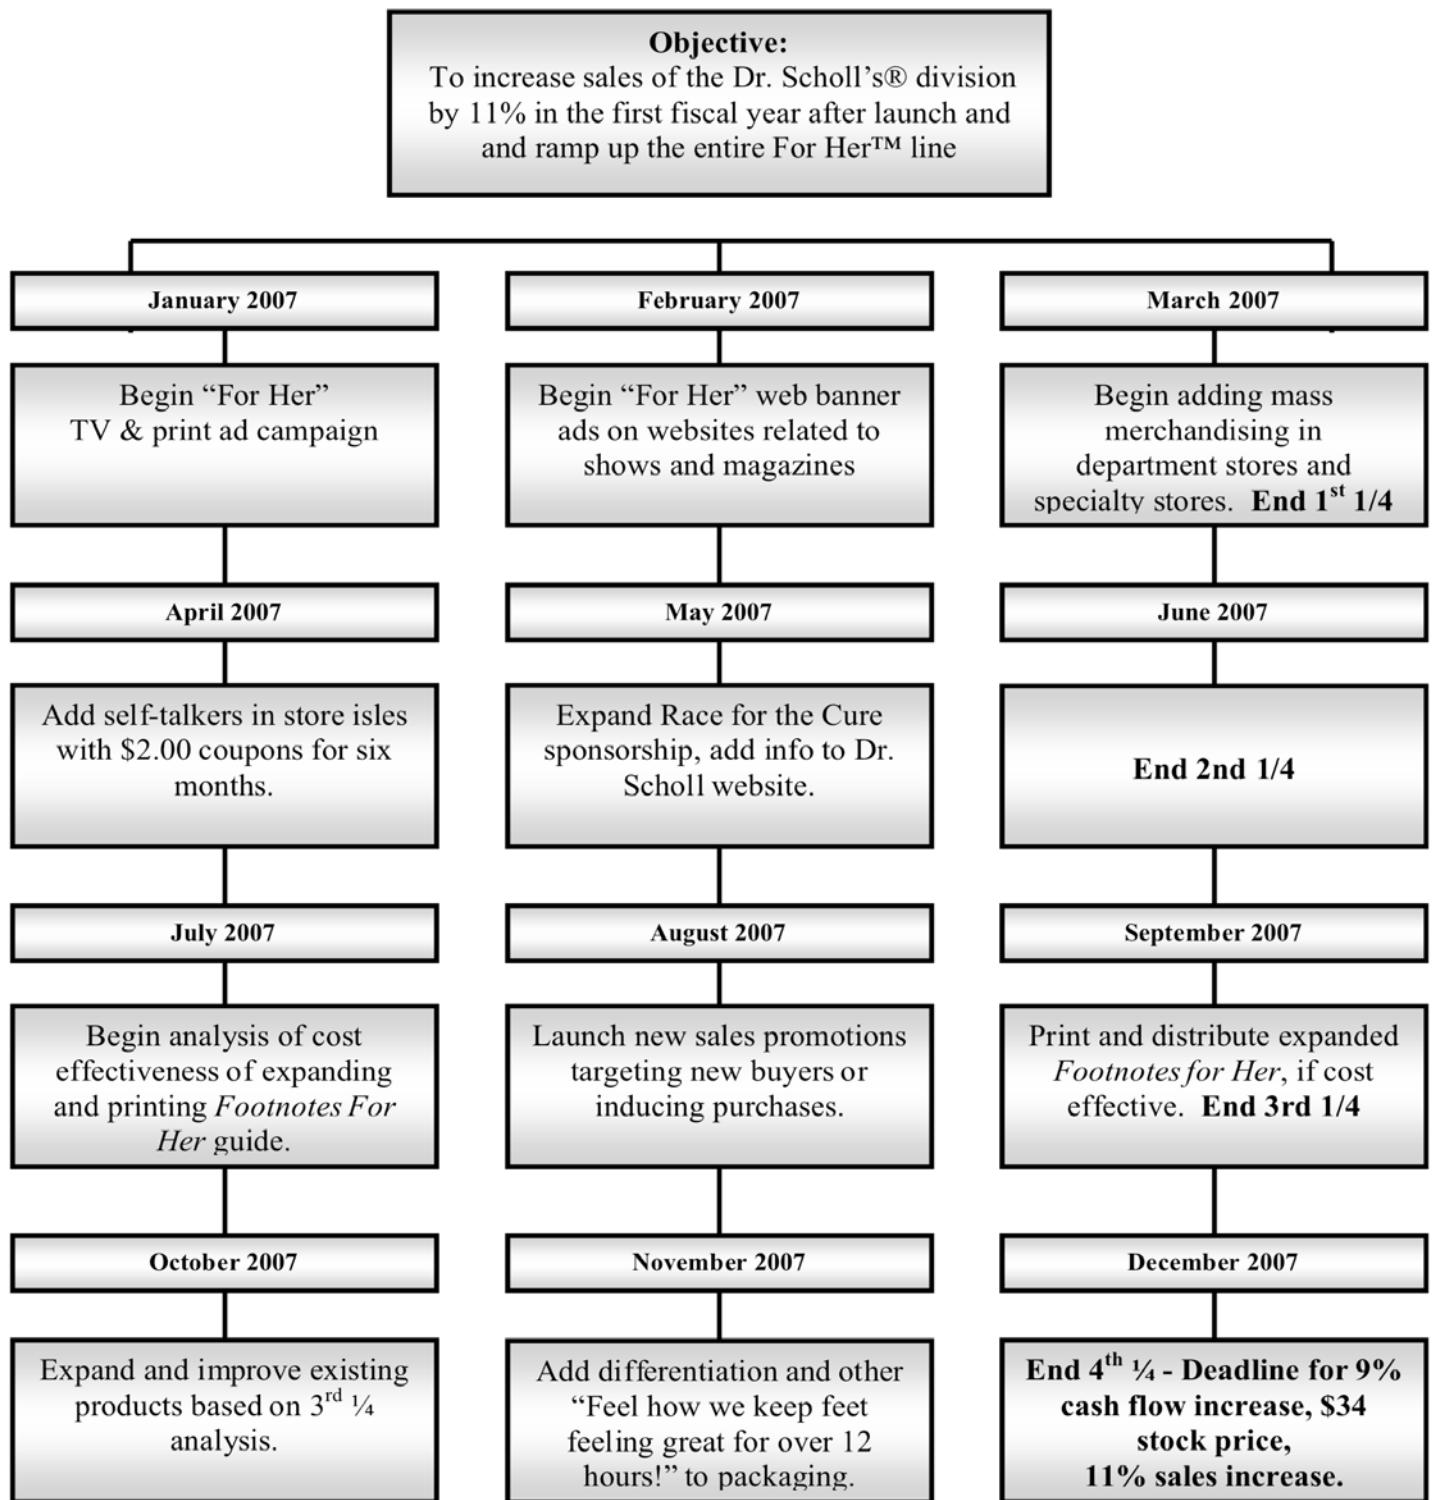 Objective:
To increase sales of the Dr. Scholl’s® division
by 11% in the first fiscal year after launch and
and ramp up the entire For Her™ line
January 2007
February 2007
March 2007
Begin “For Her”
TV & print ad campaign
Begin “For Her” web banner
ads on websites related to
shows and magazines
Begin adding mass
merchandising in
department stores and
specialty stores. End 1st 1/4
April 2007
May 2007
June 2007
Add self-talkers in store isles
with $2.00 coupons for six
months.
Expand Race for the Cure
sponsorship, add info to Dr.
Scholl website.
End 2nd 1/4
July 2007
August 2007
September 2007
Begin analysis of cost
effectiveness of expanding
and printing Footnotes For
Her guide.
Launch new sales promotions
targeting new buyers or
inducing purchases.
Print and distribute expanded
Footnotes for Her, if cost
effective. End 3rd 1/4
October 2007
November 2007
December 2007
Expand and improve existing
products based on 3rd ¼
analysis.
Add differentiation and other
“Feel how we keep feet
feeling great for over 12
hours!” to packaging.
End 4th ¼ - Deadline for 9%
cash flow increase, $34
stock price,
11% sales increase.